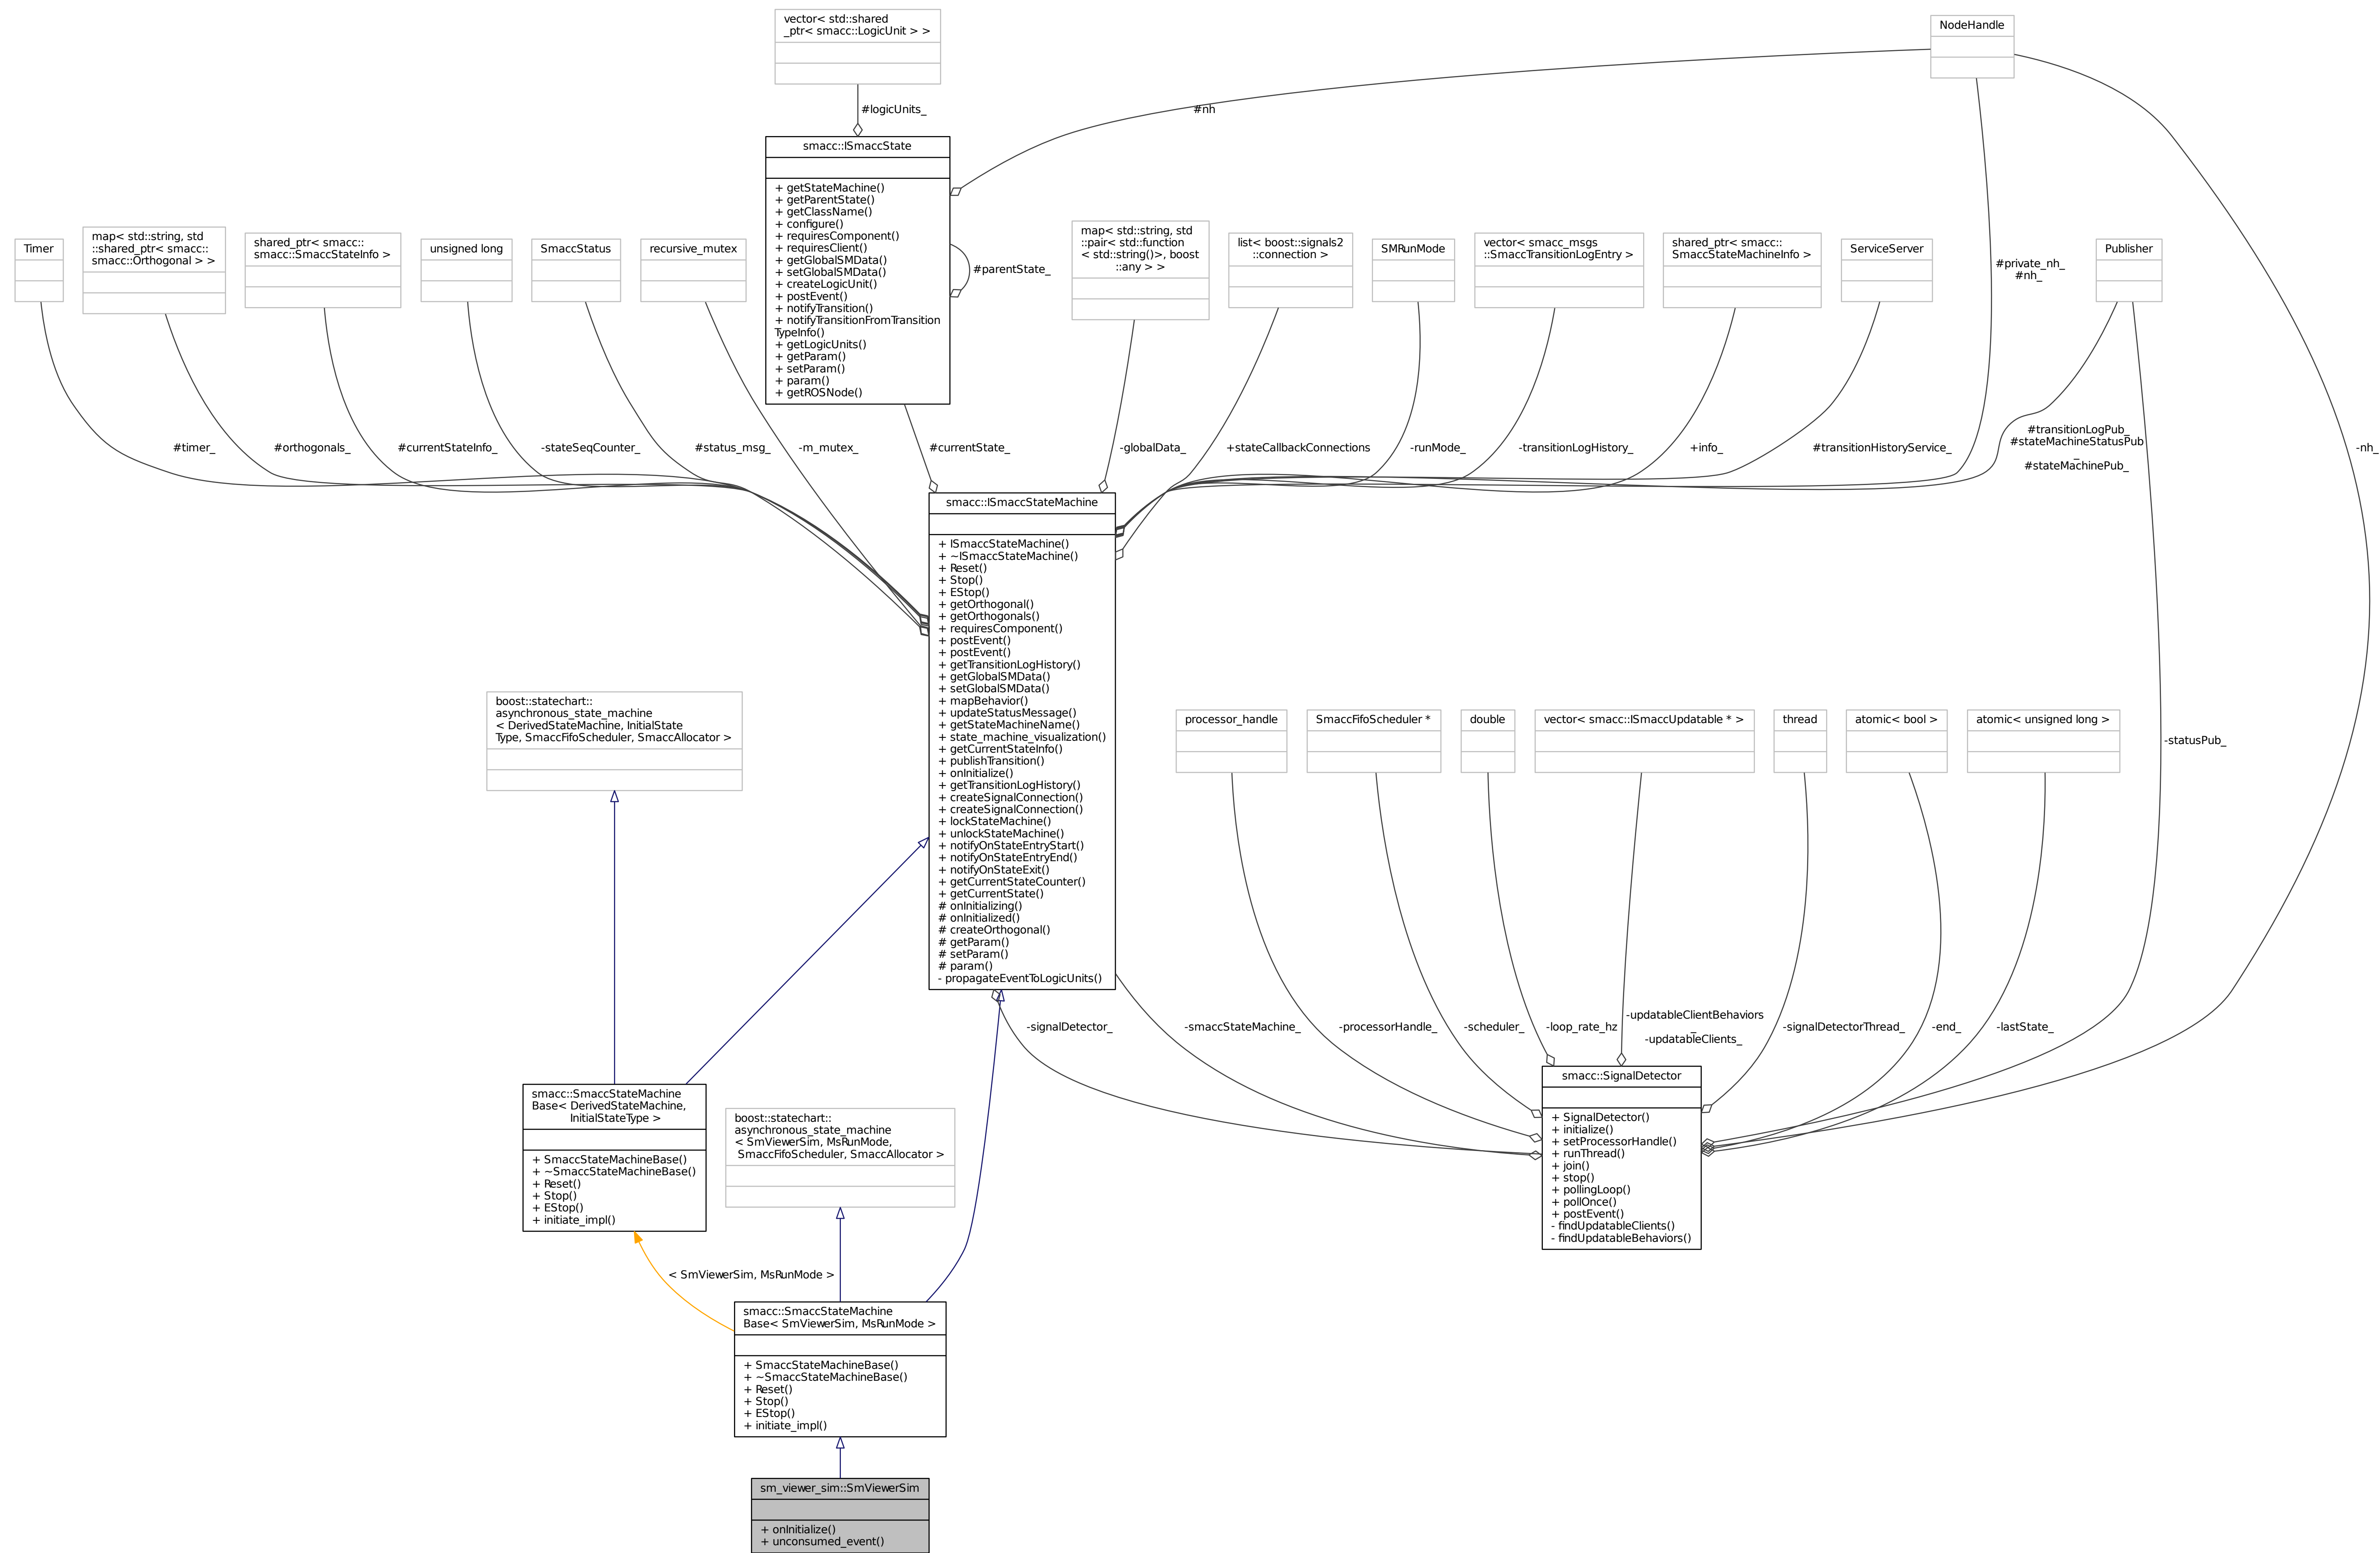 vector< std::shared
_ptr< smacc::LogicUnit > >
NodeHandle
#logicUnits_
#nh
smacc::ISmaccState
+ getStateMachine()
+ getParentState()
+ getClassName()
+ configure()
+ requiresComponent()
+ requiresClient()
+ getGlobalSMData()
+ setGlobalSMData()
+ createLogicUnit()
+ postEvent()
+ notifyTransition()
+ notifyTransitionFromTransition
TypeInfo()
+ getLogicUnits()
+ getParam()
+ setParam()
+ param()
+ getROSNode()
#parentState_
Timer
map< std::string, std
::shared_ptr< smacc::
smacc::Orthogonal > >
shared_ptr< smacc::
smacc::SmaccStateInfo >
unsigned long
SmaccStatus
recursive_mutex
map< std::string, std
::pair< std::function
< std::string()>, boost
::any > >
list< boost::signals2
::connection >
SMRunMode
vector< smacc_msgs
::SmaccTransitionLogEntry >
shared_ptr< smacc::
SmaccStateMachineInfo >
ServiceServer
#private_nh_
#nh_
Publisher
#timer_
#orthogonals_
#currentStateInfo_
-stateSeqCounter_
#status_msg_
-m_mutex_
#currentState_
-globalData_
+stateCallbackConnections
-runMode_
-transitionLogHistory_
+info_
#transitionHistoryService_
#transitionLogPub_
#stateMachineStatusPub
_
#stateMachinePub_
-nh_
smacc::ISmaccStateMachine
+ ISmaccStateMachine()
+ ~ISmaccStateMachine()
+ Reset()
+ Stop()
+ EStop()
+ getOrthogonal()
+ getOrthogonals()
+ requiresComponent()
+ postEvent()
+ postEvent()
+ getTransitionLogHistory()
+ getGlobalSMData()
+ setGlobalSMData()
+ mapBehavior()
+ updateStatusMessage()
+ getStateMachineName()
+ state_machine_visualization()
+ getCurrentStateInfo()
+ publishTransition()
+ onInitialize()
+ getTransitionLogHistory()
+ createSignalConnection()
+ createSignalConnection()
+ lockStateMachine()
+ unlockStateMachine()
+ notifyOnStateEntryStart()
+ notifyOnStateEntryEnd()
+ notifyOnStateExit()
+ getCurrentStateCounter()
+ getCurrentState()
# onInitializing()
# onInitialized()
# createOrthogonal()
# getParam()
# setParam()
# param()
- propagateEventToLogicUnits()
boost::statechart::
asynchronous_state_machine
< DerivedStateMachine, InitialState
Type, SmaccFifoScheduler, SmaccAllocator >
processor_handle
SmaccFifoScheduler *
double
vector< smacc::ISmaccUpdatable * >
thread
atomic< bool >
atomic< unsigned long >
-statusPub_
-signalDetector_
-smaccStateMachine_
-processorHandle_
-scheduler_
-loop_rate_hz
-updatableClientBehaviors
_
-updatableClients_
-signalDetectorThread_
-end_
-lastState_
smacc::SignalDetector
+ SignalDetector()
+ initialize()
+ setProcessorHandle()
+ runThread()
+ join()
+ stop()
+ pollingLoop()
+ pollOnce()
+ postEvent()
- findUpdatableClients()
- findUpdatableBehaviors()
smacc::SmaccStateMachine
Base< DerivedStateMachine,
InitialStateType >
+ SmaccStateMachineBase()
+ ~SmaccStateMachineBase()
+ Reset()
+ Stop()
+ EStop()
+ initiate_impl()
boost::statechart::
asynchronous_state_machine
< SmViewerSim, MsRunMode,
SmaccFifoScheduler, SmaccAllocator >
< SmViewerSim, MsRunMode >
smacc::SmaccStateMachine
Base< SmViewerSim, MsRunMode >
+ SmaccStateMachineBase()
+ ~SmaccStateMachineBase()
+ Reset()
+ Stop()
+ EStop()
+ initiate_impl()
sm_viewer_sim::SmViewerSim
+ onInitialize()
+ unconsumed_event()